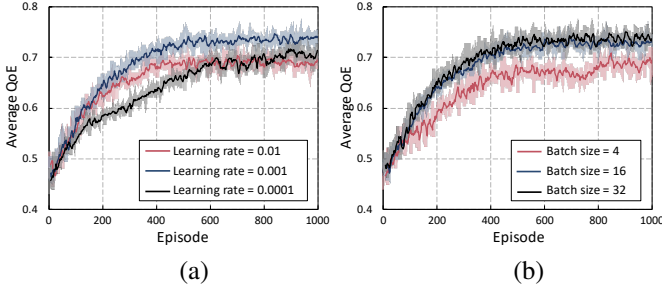 Average QoE
0.8
0.7
0.6
0.5
0.4
0 200 400 600 800 1000
Episode
Learning rate = 0.01
Learning rate = 0.001
Learning rate = 0.0001
(a)
Average QoE
0.8
0.7
0.6
0.5
0.4
0 200 400 600 800 1000
Episode
Batch size = 4
Batch size = 16
Batch size = 32
(b)